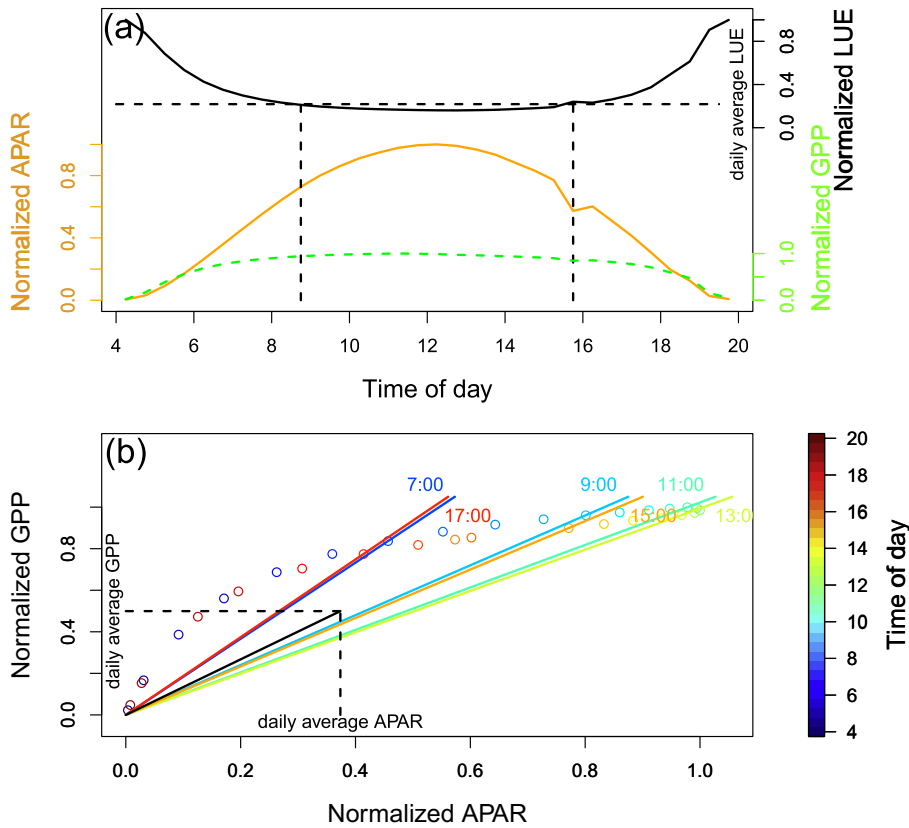 (a)
Normalized APAR
0.0 0.4 0.8
daily average LUE
0.0 0.4 0.8
Normalized LUE
0.0 1.0
Normalized GPP
4 6 8 10 12 14 16 18 20
Time of day
(b)
Normalized GPP
0.0 0.4 0.8
daily average GPP
7:00
17:00
9:00
15:00
11:00
13:0
daily average APAR
0.0 0.2 0.4 0.6 0.8 1.0
Normalized APAR
20
18
16
14
12
10
8
6
4
Time of day